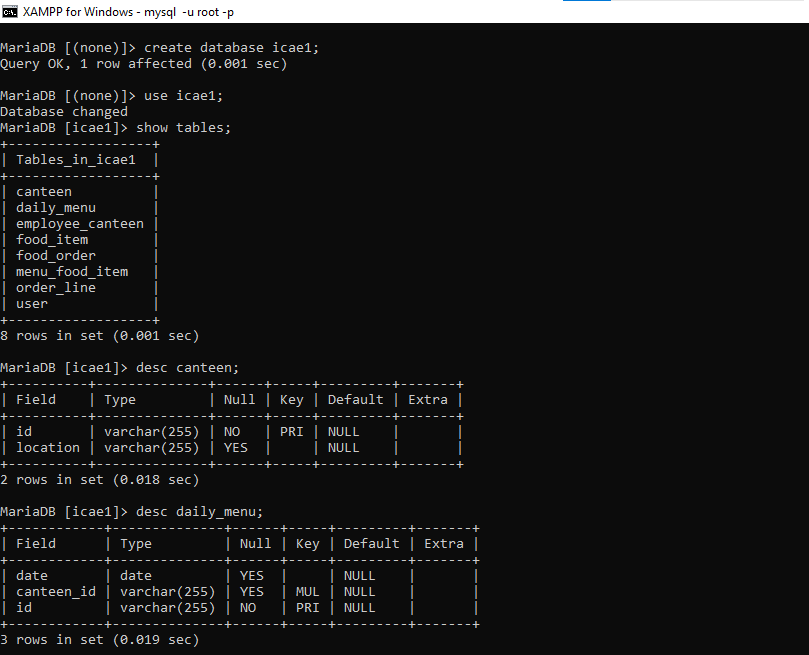 XAMPP for Windows - mysql  -u root -p
MariaDB [(none)]> create database icae1;
Query OK, 1 row affected (0.001 sec)
MariaDB [(none)]> use icae1;
Database changed
MariaDB [icae1]> show tables;
+------------------+
| Tables_in_icae1  |
+------------------+
| canteen          |
| daily_menu       |
| employee_canteen |
| food_item        |
| food_order       |
| menu_food_item   |
| order_line       |
| user             |
+------------------+
8 rows in set (0.001 sec)
MariaDB [icae1]> desc canteen;
+----------+--------------+------+-----+---------+-------+
| Field    | Type         | Null | Key | Default | Extra |
+----------+--------------+------+-----+---------+-------+
| id       | varchar(255) | NO   | PRI | NULL    |       |
| location | varchar(255) | YES  |     | NULL    |       |
+----------+--------------+------+-----+---------+-------+
2 rows in set (0.018 sec)
MariaDB [icae1]> desc daily_menu;
+------------+--------------+------+-----+---------+-------+
| Field      | Type         | Null | Key | Default | Extra |
+------------+--------------+------+-----+---------+-------+
| date       | date         | YES  |     | NULL    |       |
| canteen_id | varchar(255) | YES  | MUL | NULL    |       |
| id         | varchar(255) | NO   | PRI | NULL    |       |
+------------+--------------+------+-----+---------+-------+
3 rows in set (0.019 sec)